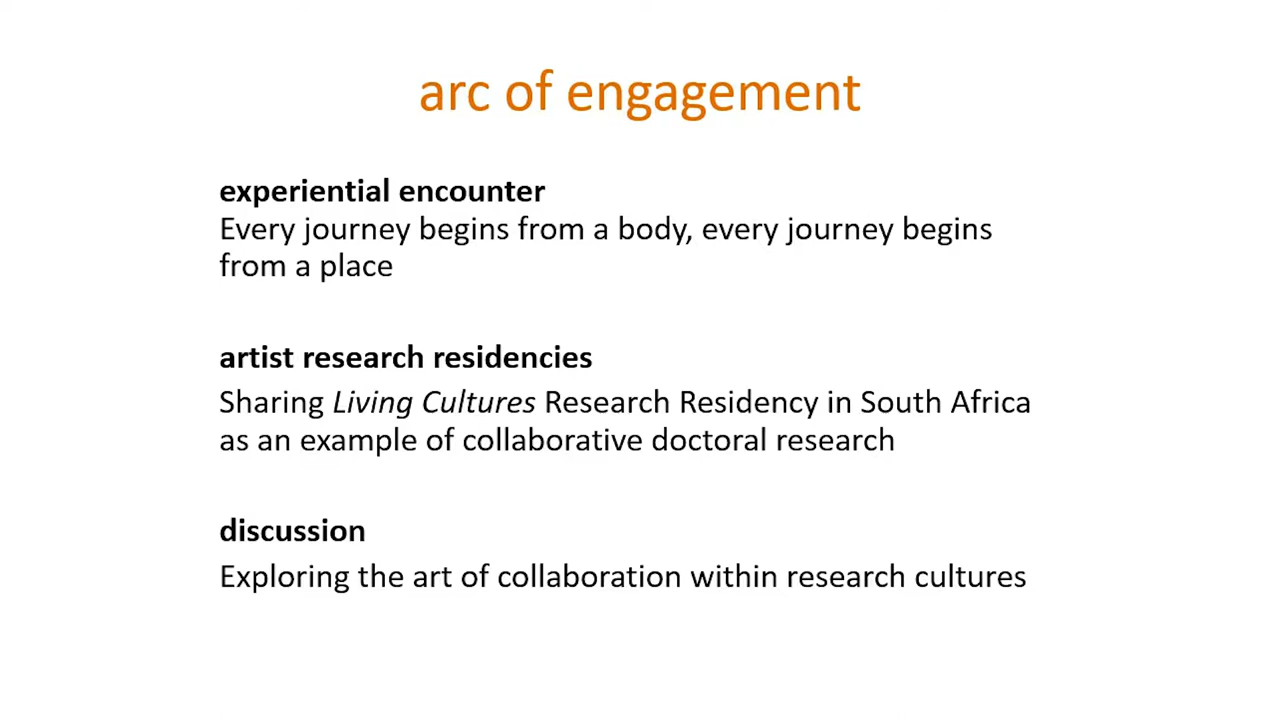 arc of engagement
experiential encounter
Every journey begins from a body, every journey begins
from a place
artist research residencies
Sharing Living Cultures Research Residency in South Africa
as an example of collaborative doctoral research
discussion
Exploring the art of collaboration within research cultures